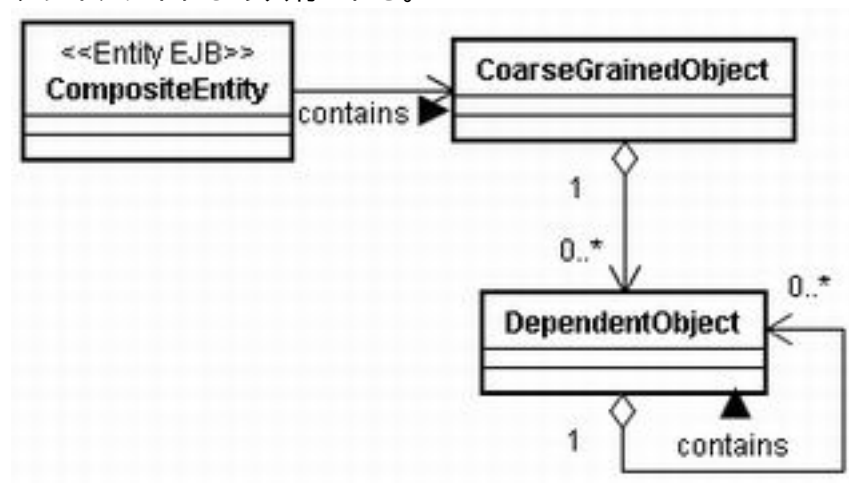 <<Entity EJB>>
CompositeEntity
CoarseGrainedObject
contains
1
0..*
0..*
DependentObject
1
contains